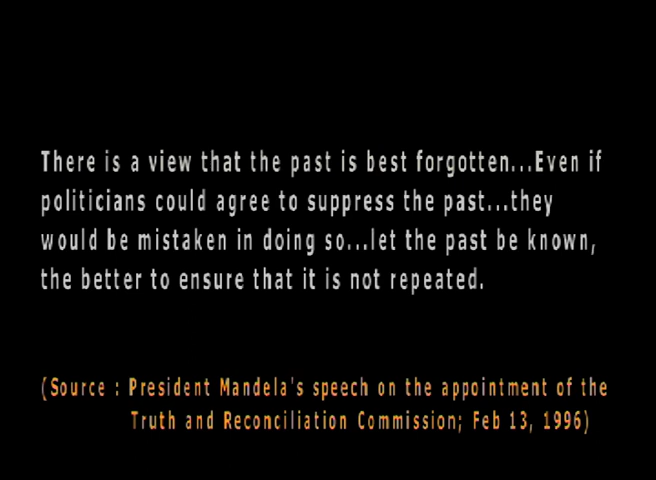 There is a view that the past is best forgotten...Even if
politicians could agree to suppress the past...they
would be mistaken in doing so...let the past be known,
the better to ensure that it is not repeated.
(Source : President Mandela's speech on the appointment of the
Truth and Reconciliation Commission; Feb 13, 1996)